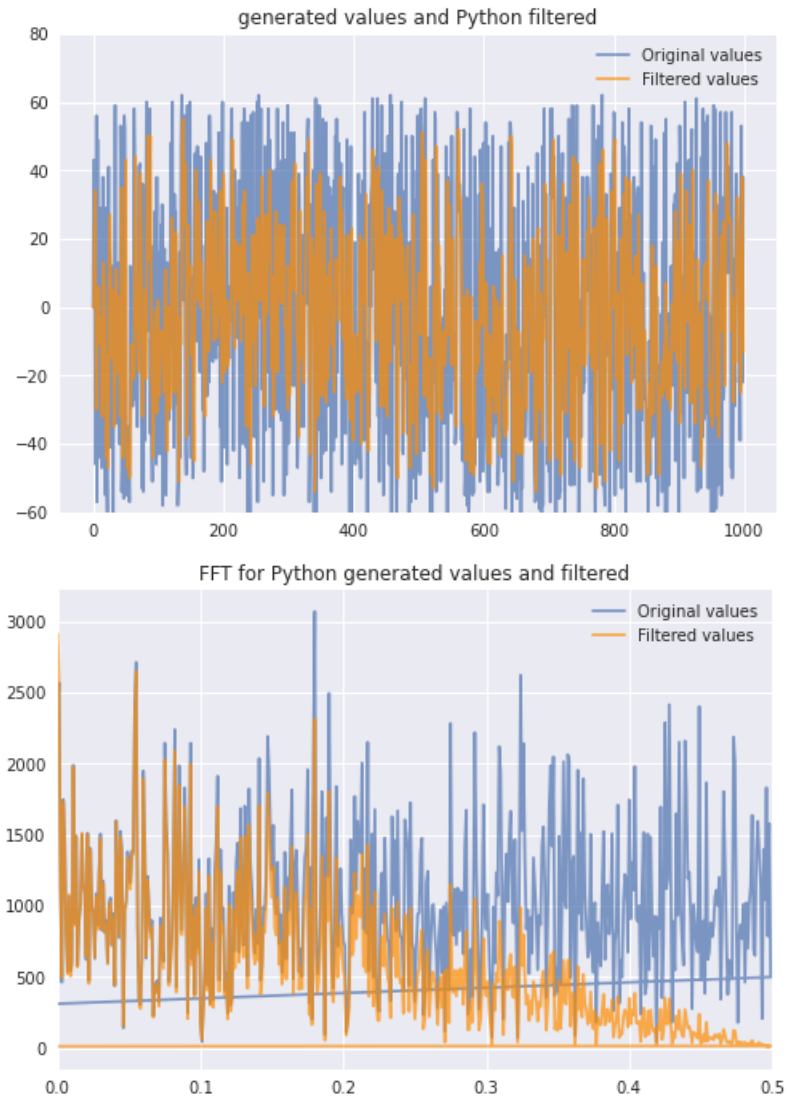 generated values and Python filtered
80
Original values
Filtered values
60
40
20
0
−20
−40
−60
0 200 400 600 800 1000
FFT for Python generated values and filtered
Original values
Filtered values
3000
2500
2000
1500
1000
500
0
0.0 0.1 0.2 0.3 0.4 0.5